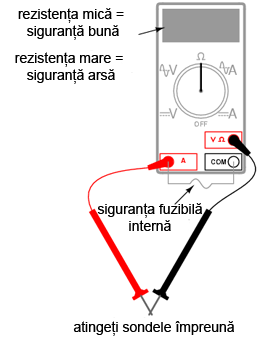 rezistența mică =
siguranță bună
rezistența mare =
siguranță arsă
Ω
V A
V A
OFF
V Ω
A COM
siguranța fuzibilă
internă
atingeți sondele împreună